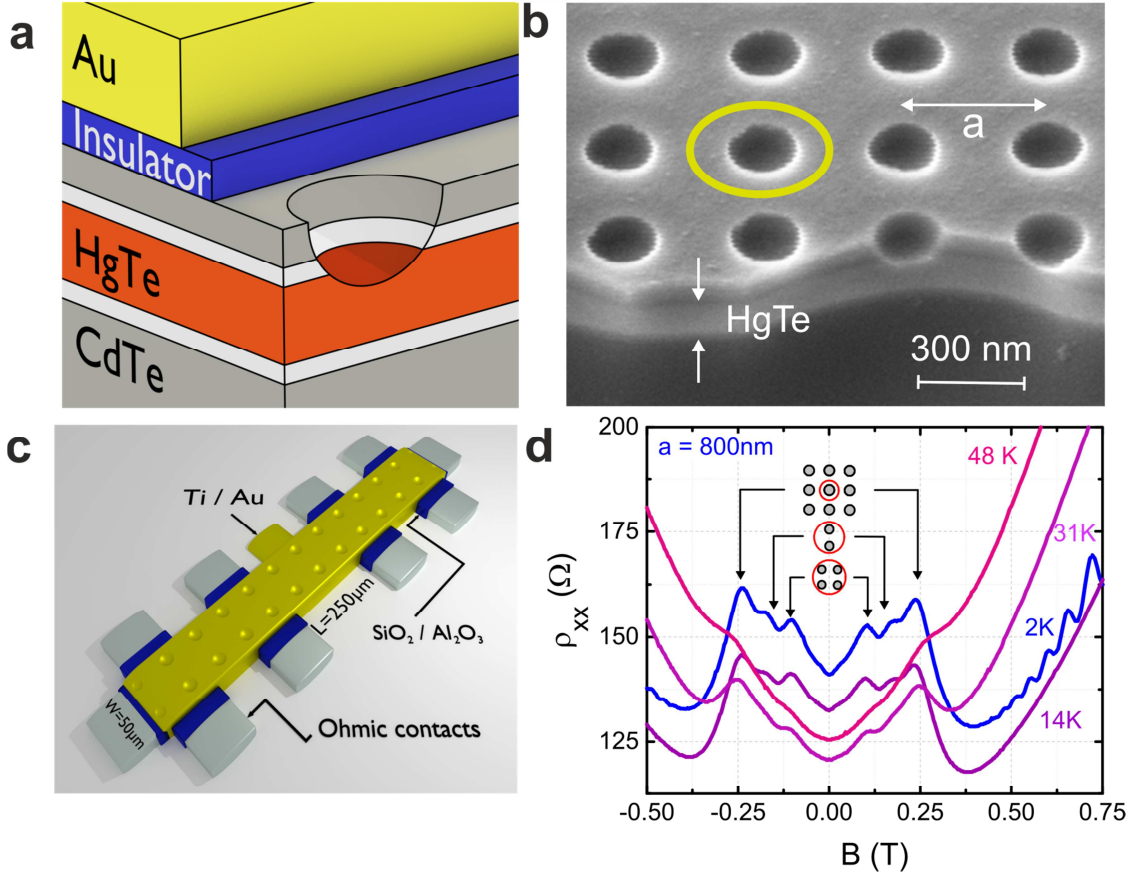 a
Au
Insulator
HgTe
CdTe
b
a
HgTe
300 nm
c
Ti / Au
L=250μm
SiO₂ / Al₂O₃
W=50μm
Ohmic contacts
d
a = 800nm
48 K
31K
2K
14K
200
175
150
125
ρxx (Ω)
-0.50 -0.25 0.00 0.25 0.50 0.75
B (T)